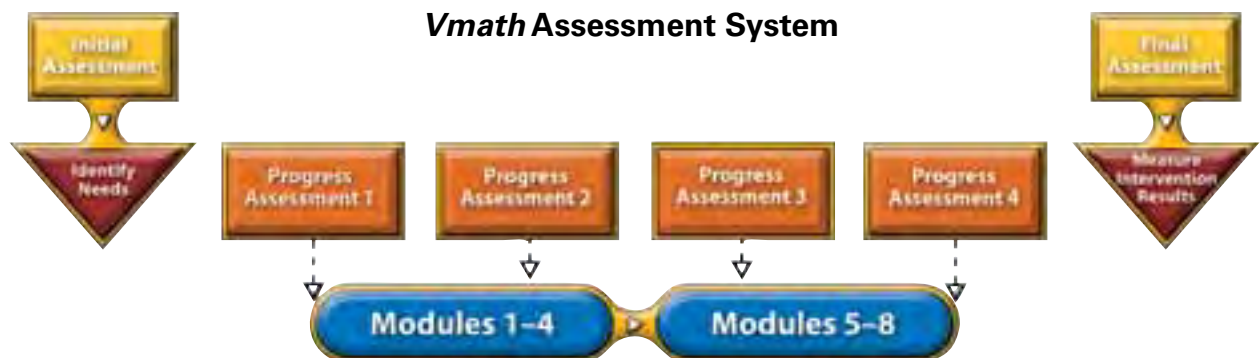 Vmath Assessment System
Initial
Assessment
Identify
Needs
Progress
Assessment 1
Progress
Assessment 2
Progress
Assessment 3
Progress
Assessment 4
Final
Assessment
Measure
Intervention
Results
Modules 1–4
Modules 5–8